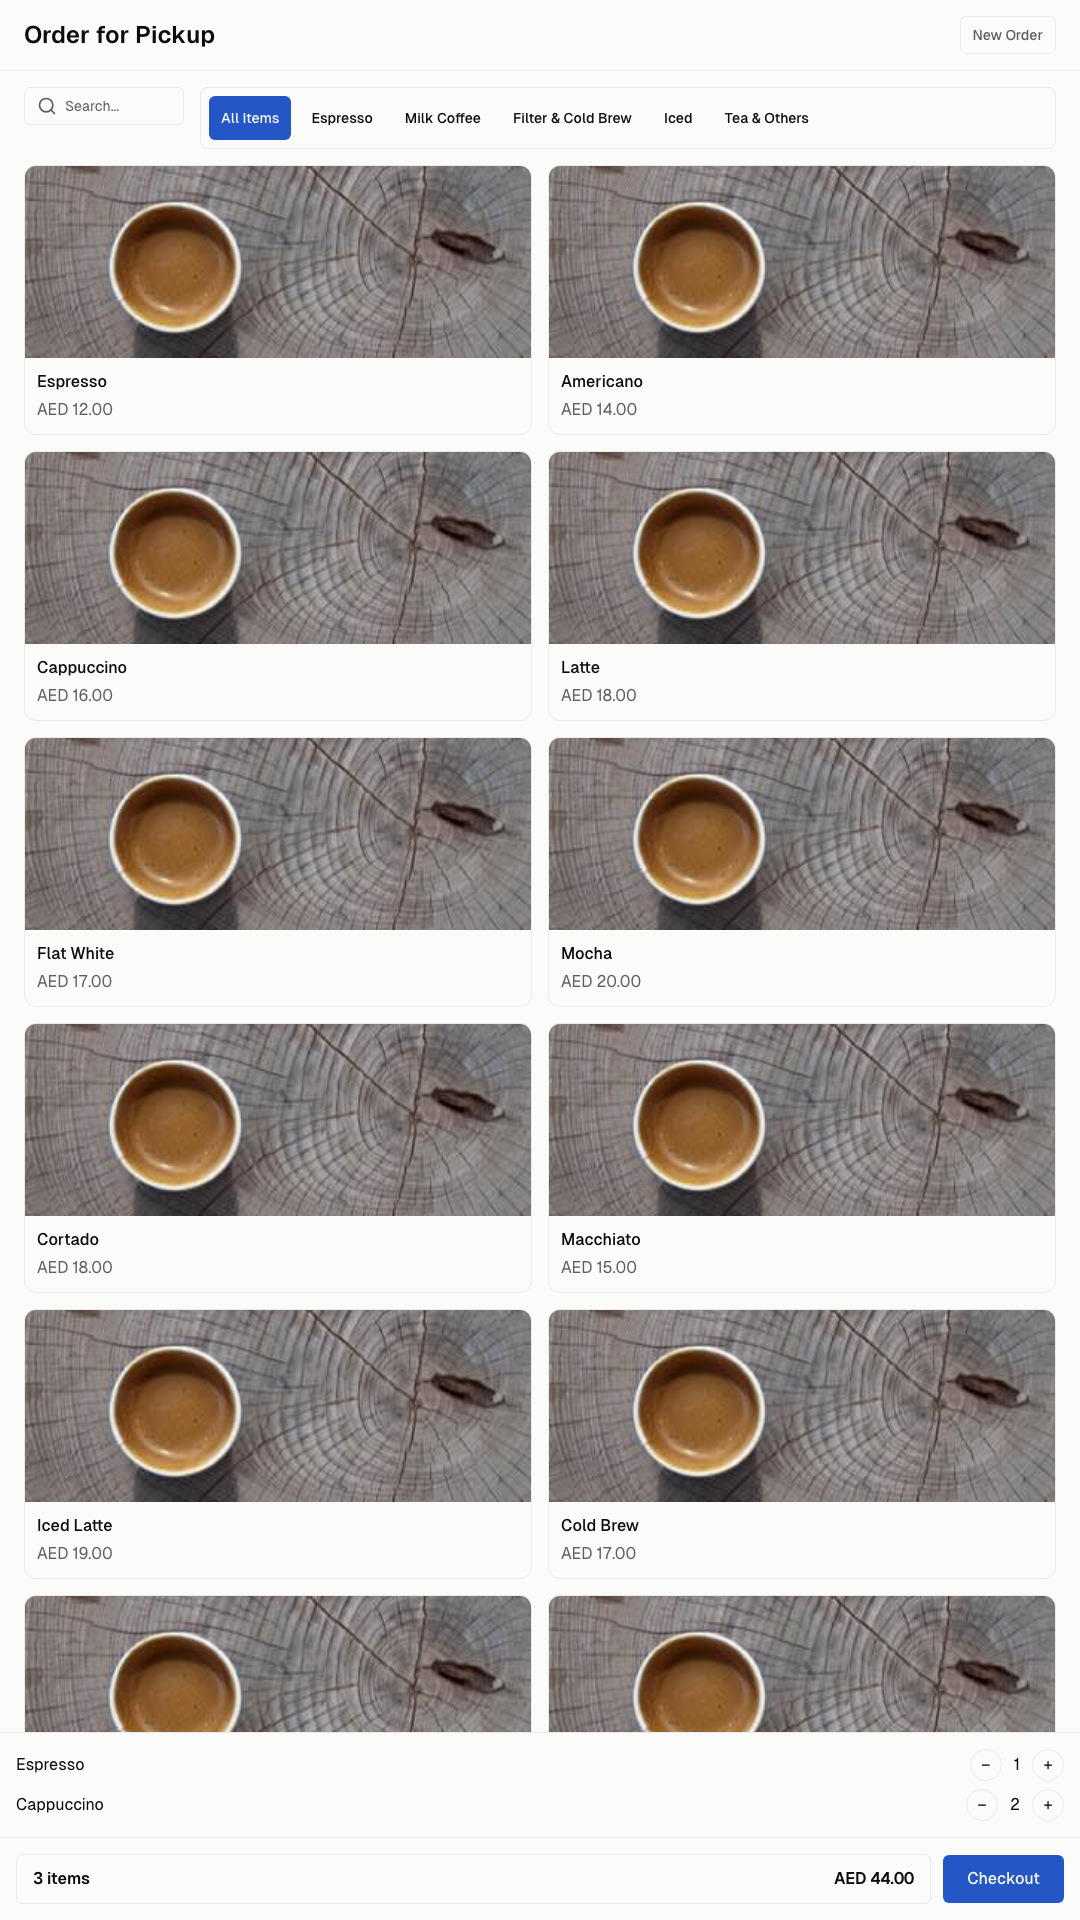 Order for Pickup
New Order
Search...
All Items
Espresso
Milk Coffee
Filter & Cold Brew
Iced
Tea & Others
Espresso
AED 12.00
Americano
AED 14.00
Cappuccino
AED 16.00
Latte
AED 18.00
Flat White
AED 17.00
Mocha
AED 20.00
Cortado
AED 18.00
Macchiato
AED 15.00
Iced Latte
AED 19.00
Cold Brew
AED 17.00
Espresso
− 1 +
Cappuccino
− 2 +
3 items
AED 44.00
Checkout